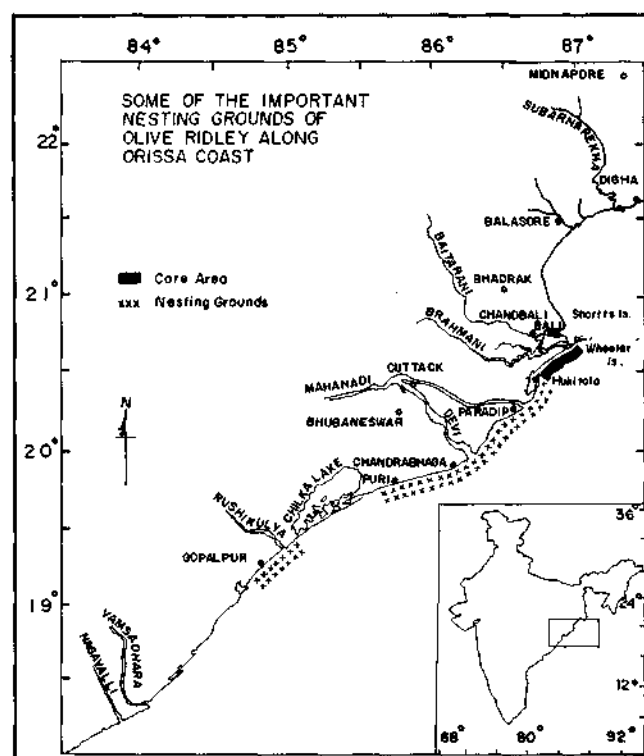 84°
85°
86°
87°
MIDNAPORE
SOME OF THE IMPORTANT
NESTING GROUNDS OF
OLIVE RIDLEY ALONG
ORISSA COAST
SUBARNAREKHA
22°
DIGHA
BALASORE
BAITARANI
BHADRAK
Core Area
21°
xxx Nesting Grounds
CHANDBALI
Shortts Is.
BRAHMANI
Wheeler
Is.
CUTTACK
Hukitola
MAHANADI
N
BHUBANESWAR
DEVI
PARADIP
20°
CHANDRABHAGA
PURI
CHILKA LAKE
RUSHIKULYA
GOPALPUR
36°
24°
19°
VAMSADHARA
NAGAVALLI
12°
68°
80°
92°